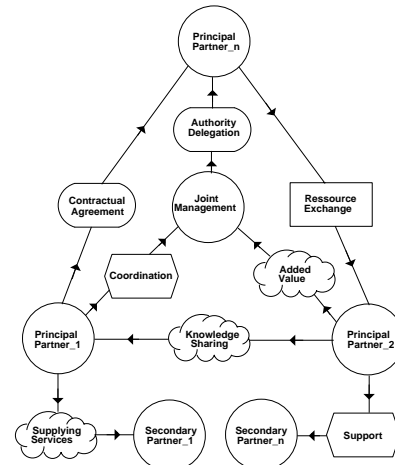 Principal
Partner_n
Authority
Delegation
Contractual
Agreement
Joint
Management
Ressource
Exchange
Coordination
Added
Value
Principal
Partner_1
Knowledge
Sharing
Principal
Partner_2
Supplying
Services
Secondary
Partner_1
Secondary
Partner_n
Support